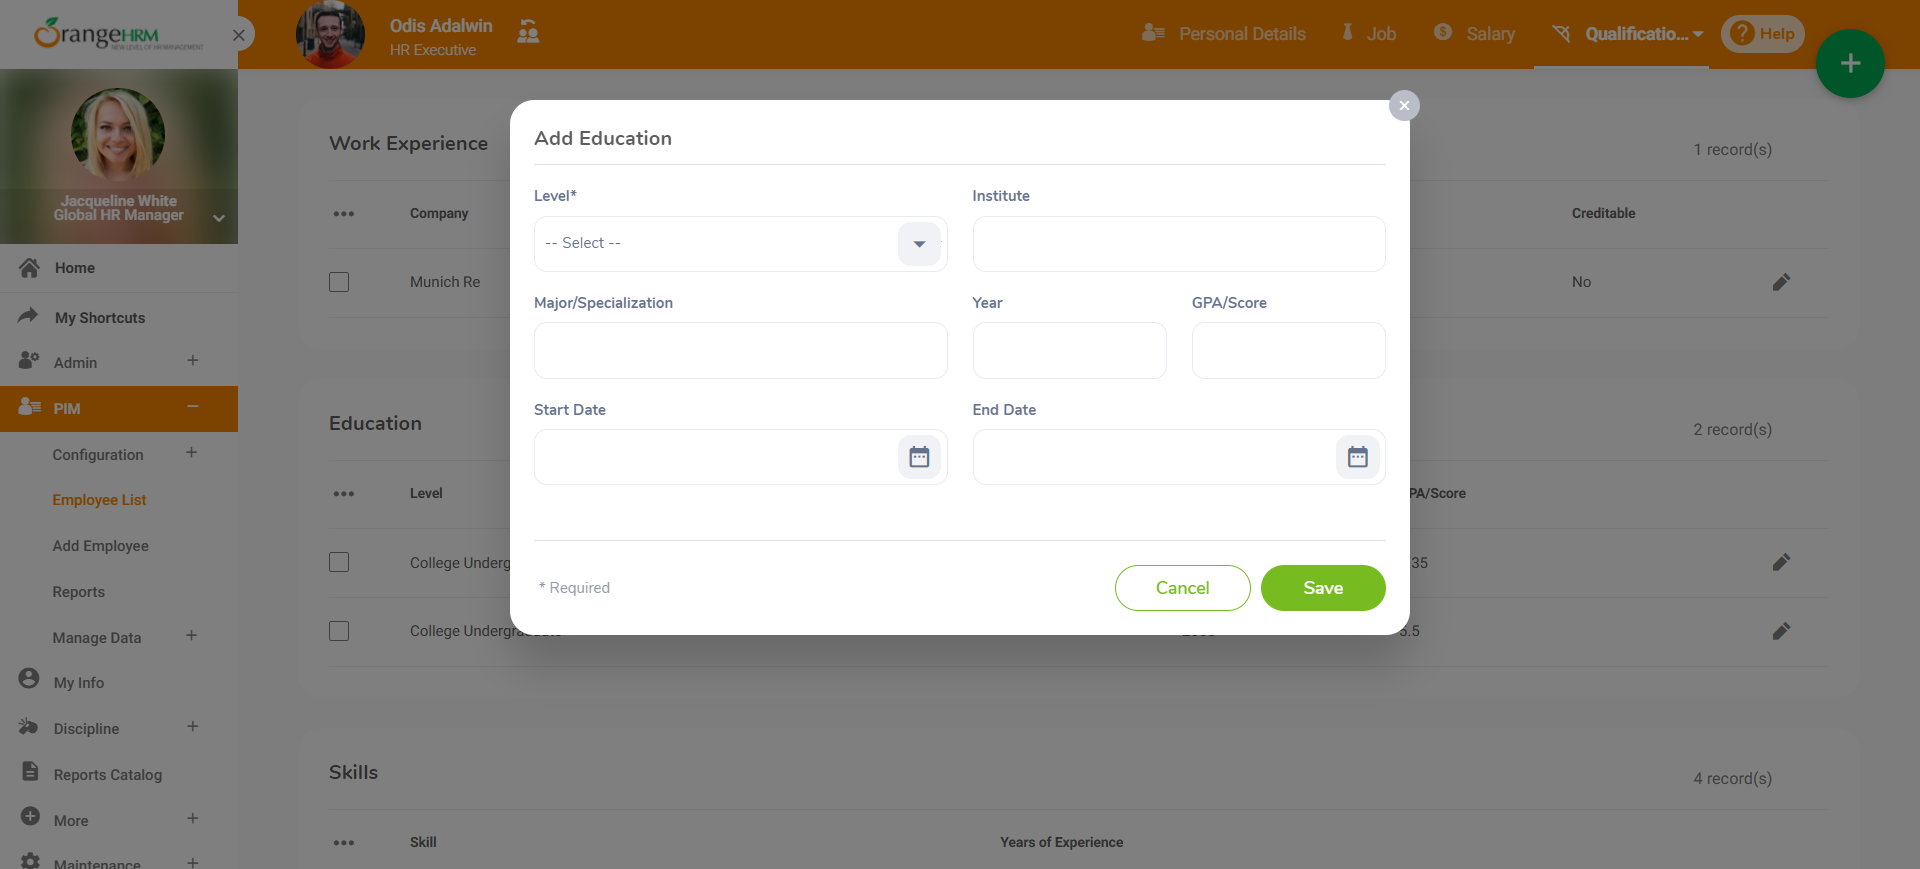 OrangeHRM
NEW LEVEL OF HR MANAGEMENT
Odis Adalwin
HR Executive
Personal Details
Job
Salary
Qualificatio...
Help
Jacqueline White
Global HR Manager
Home
My Shortcuts
Admin
PIM
Configuration
Employee List
Add Employee
Reports
Manage Data
My Info
Discipline
Reports Catalog
More
Maintenance
Work Experience
1 record(s)
Company
Creditable
Munich Re
No
Education
2 record(s)
Level
PA/Score
College Underg
35
College Undergraduate
5.5
Skills
4 record(s)
Skill
Years of Experience
Add Education
Level*
Institute
-- Select --
Major/Specialization
Year
GPA/Score
Start Date
End Date
* Required
Cancel
Save